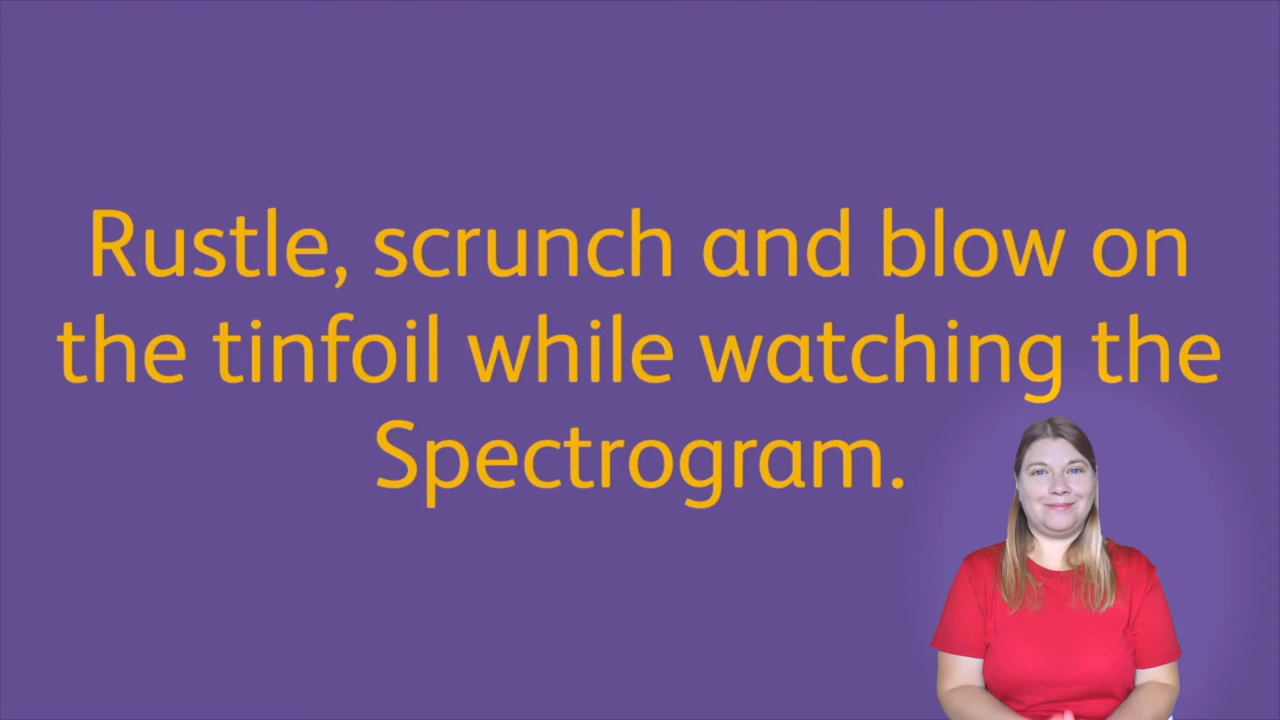 Rustle, scrunch and blow on
the tinfoil while watching the
Spectrogram.